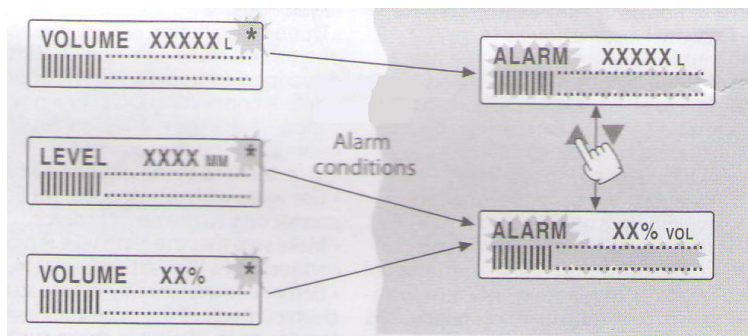 VOLUME XXXXX L *
ALARM XXXXX L
LEVEL XXXX MM *
Alarm
conditions
ALARM XX% VOL
VOLUME XX% *